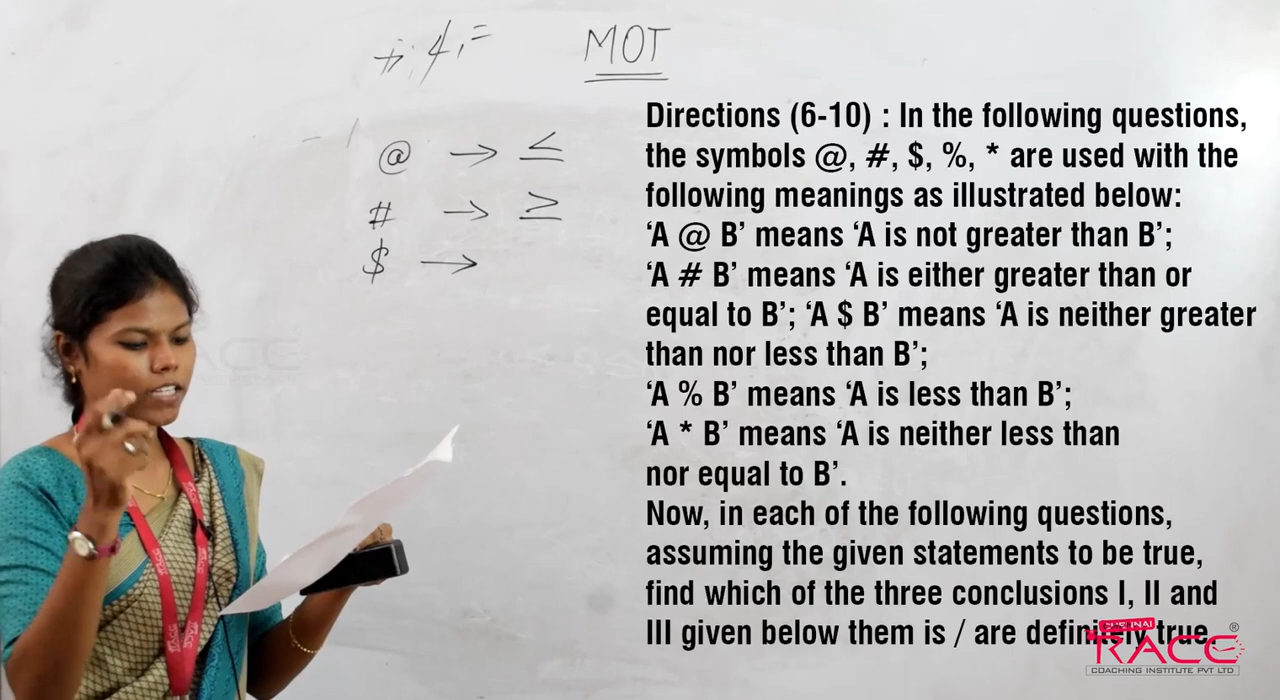 ÷, ≠, =
MOT
@ → ≤
# → ≥
$ →
Directions (6-10) : In the following questions,
the symbols @, #, $, %, * are used with the
following meanings as illustrated below:
‘A @ B’ means ‘A is not greater than B’;
‘A # B’ means ‘A is either greater than or
equal to B’; ‘A $ B’ means ‘A is neither greater
than nor less than B’;
‘A % B’ means ‘A is less than B’;
‘A * B’ means ‘A is neither less than
nor equal to B’.
Now, in each of the following questions,
assuming the given statements to be true,
find which of the three conclusions I, II and
III given below them is / are definitely true.
CHENNAI
RACE ®
COACHING INSTITUTE PVT LTD